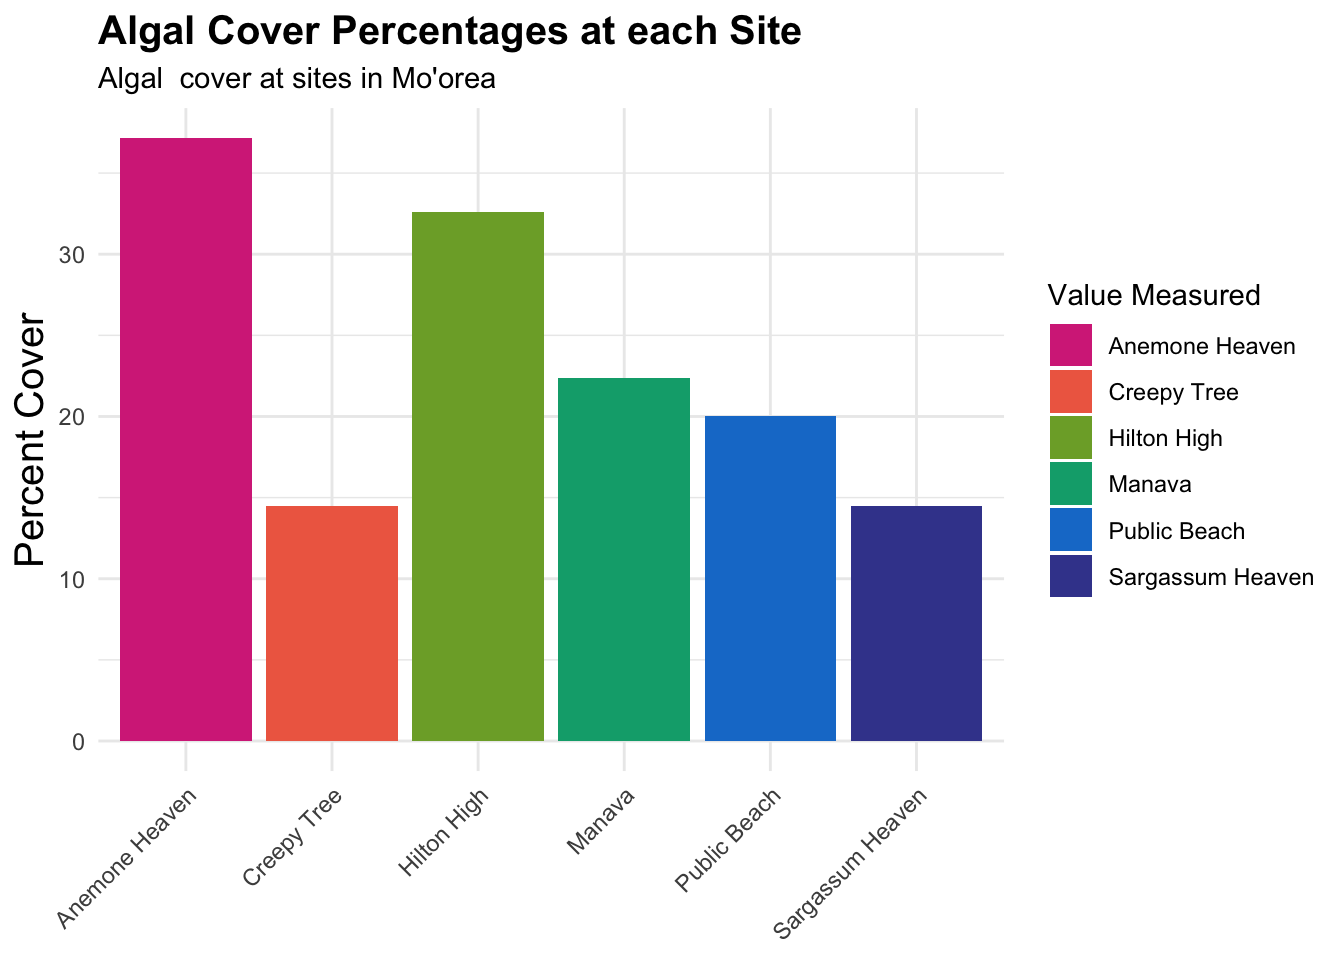 Algal Cover Percentages at each Site
Algal  cover at sites in Mo'orea
Percent Cover
30
20
10
0
Anemone Heaven
Creepy Tree
Hilton High
Manava
Public Beach
Sargassum Heaven
Value Measured
Anemone Heaven
Creepy Tree
Hilton High
Manava
Public Beach
Sargassum Heaven